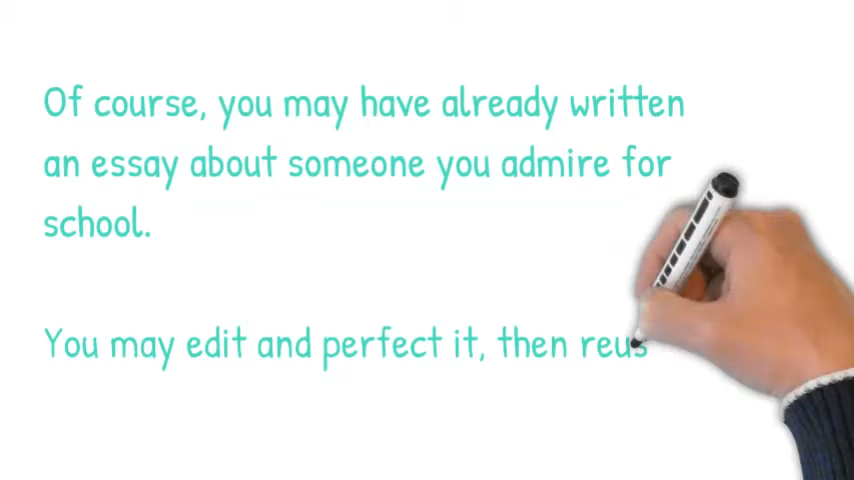 Of course, you may have already written
an essay about someone you admire for
school.
You may edit and perfect it, then reus